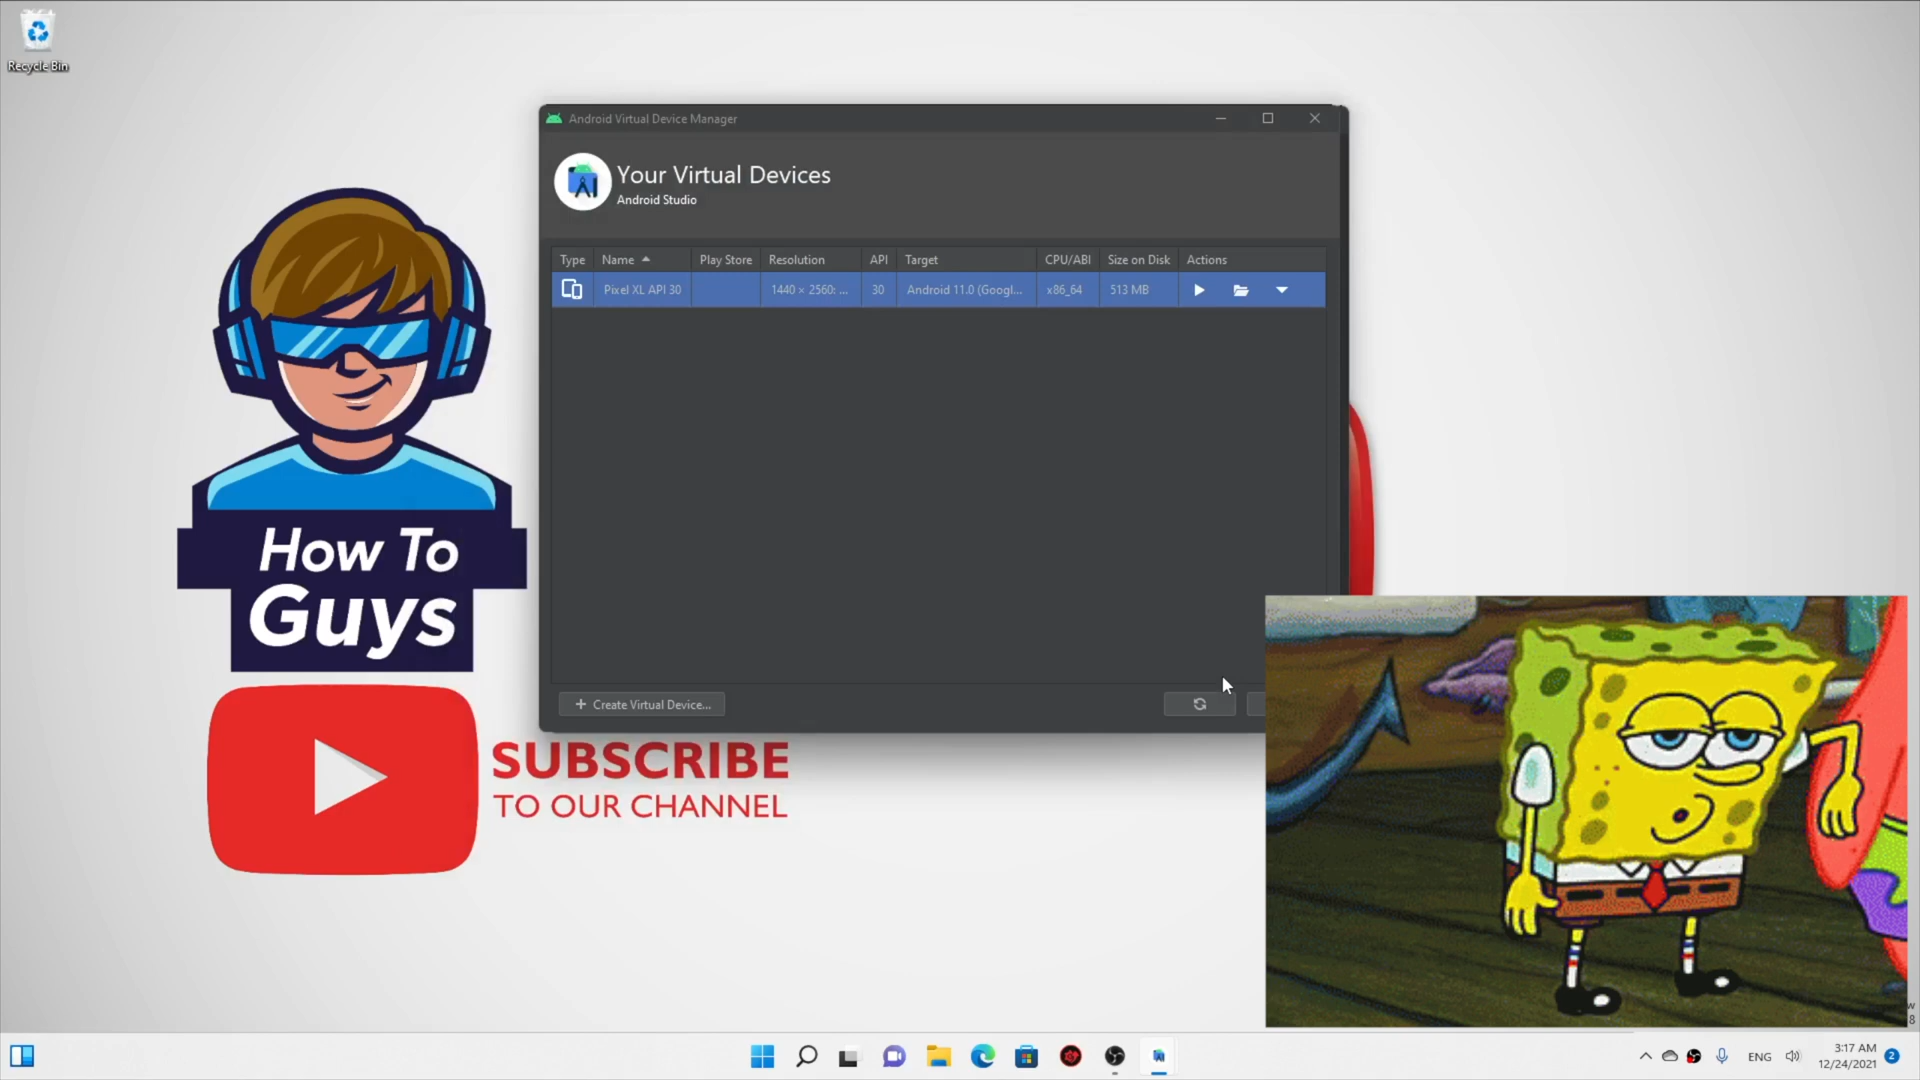 Recycle Bin
Android Virtual Device Manager
Your Virtual Devices
Android Studio
Type Name Play Store Resolution API Target CPU/ABI Size on Disk Actions
Pixel XL API 30 1440 × 2560: ... 30 Android 11.0 (Googl... x86_64 513 MB
How To
Guys
+ Create Virtual Device...
SUBSCRIBE
TO OUR CHANNEL
w
8
ENG 3:17 AM 2
12/24/2021